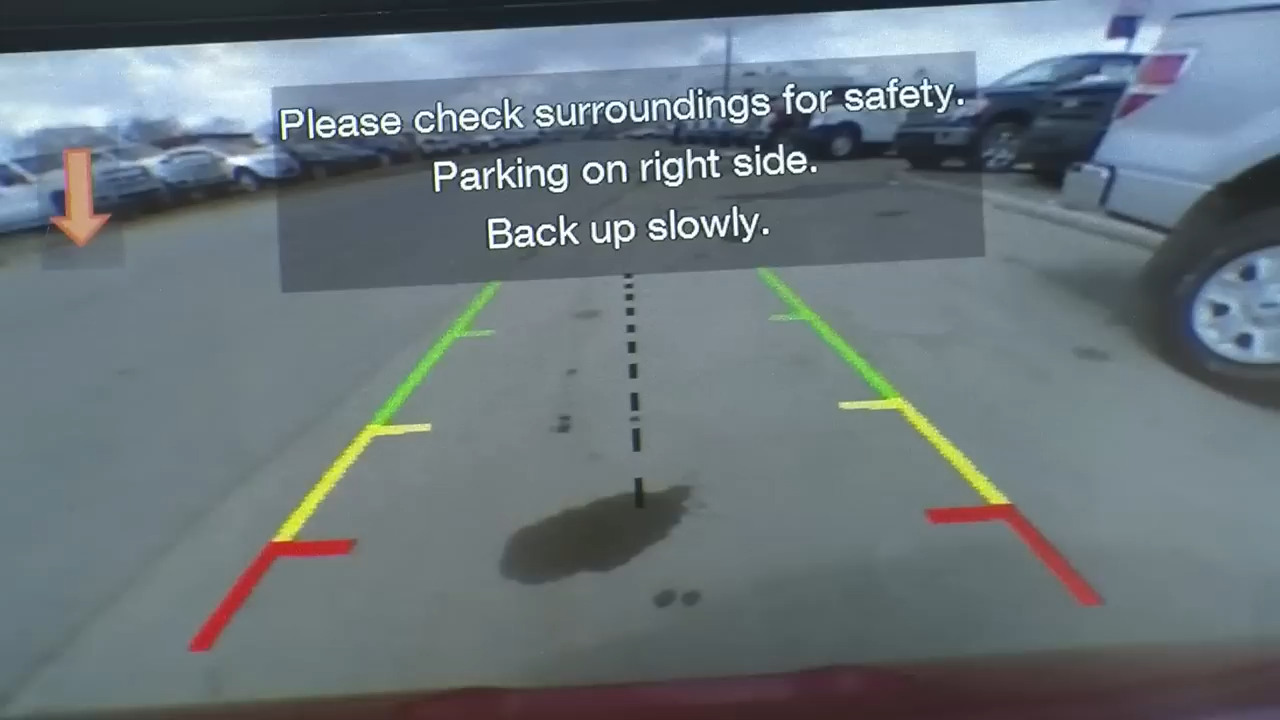 Please check surroundings for safety.
Parking on right side.
Back up slowly.